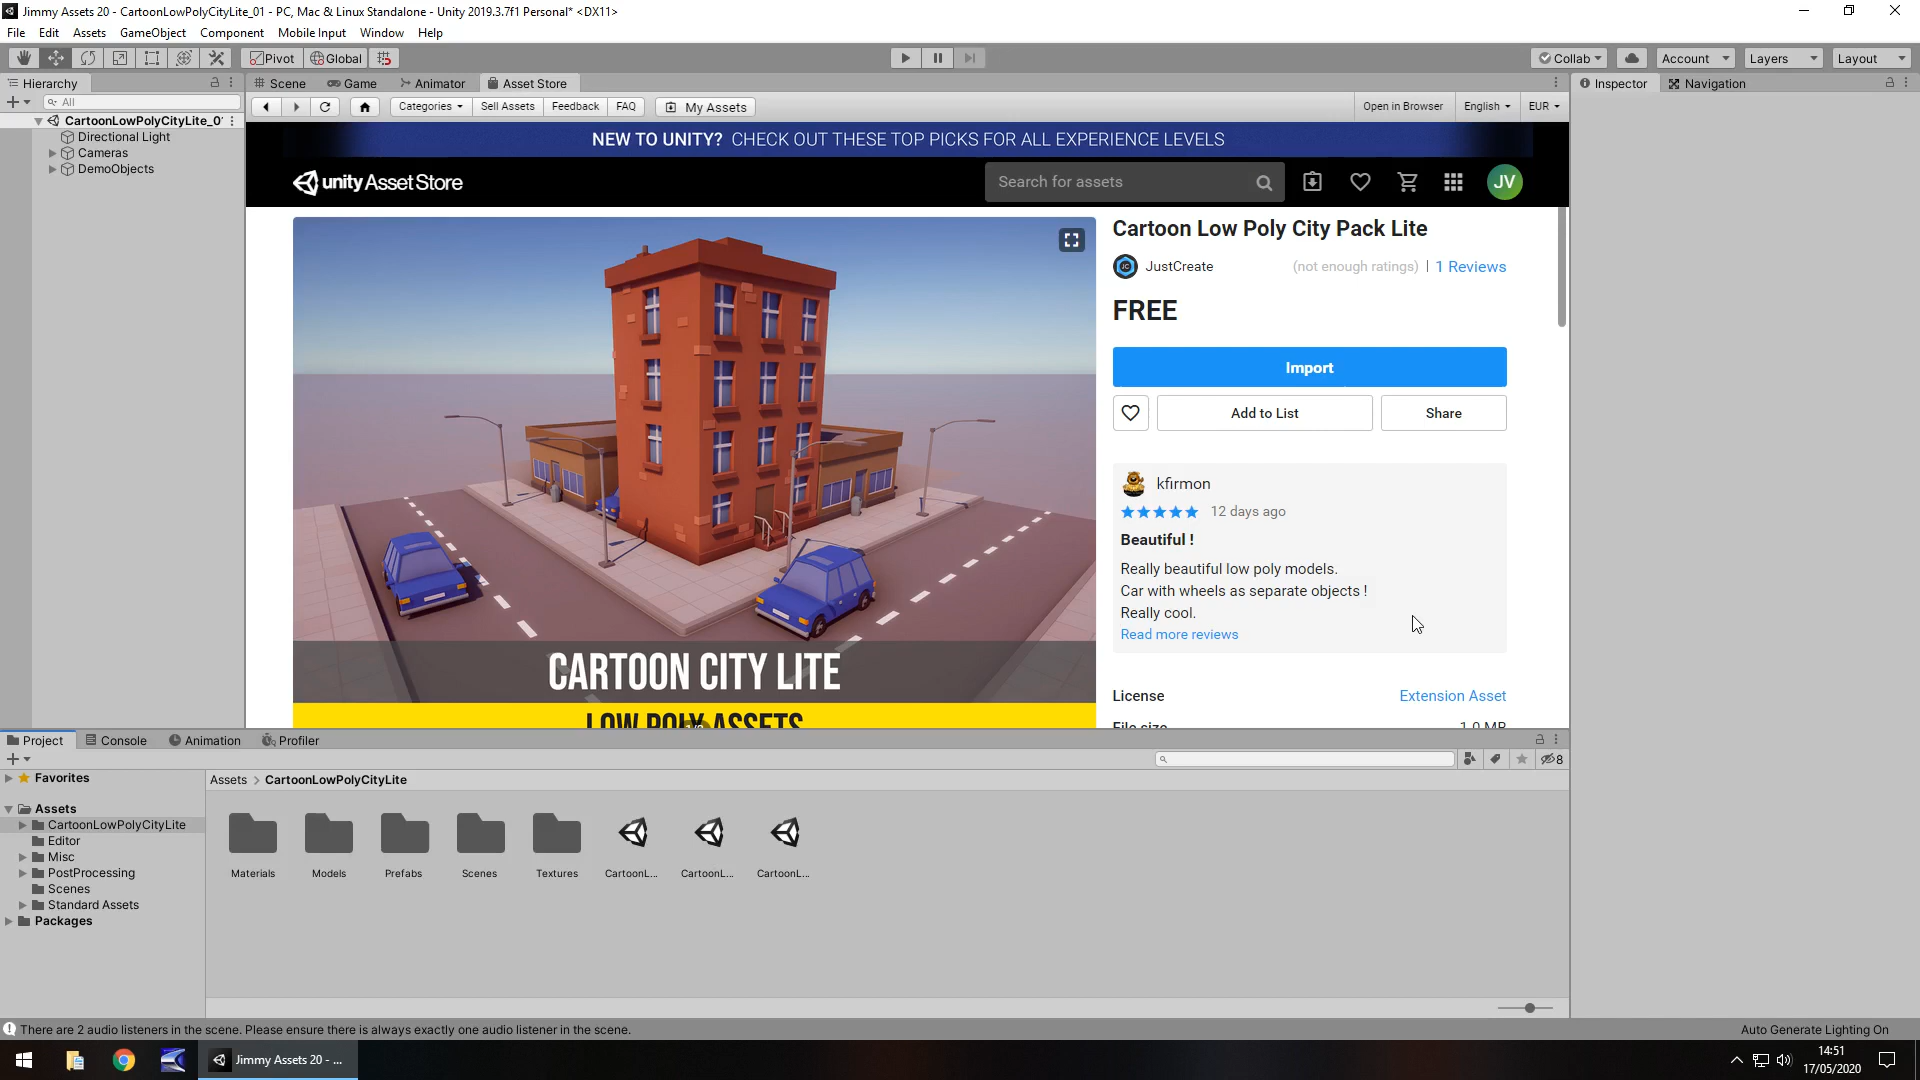 Jimmy Assets 20 - CartoonLowPolyCityLite_01 - PC, Mac & Linux Standalone - Unity 2019.3.7f1 Personal* <DX11>
File Edit Assets GameObject Component Mobile Input Window Help
Pivot Global Collab Account Layers Layout
Hierarchy Scene Game Animator Asset Store Inspector Navigation
All Categories Sell Assets Feedback FAQ My Assets Open in Browser English EUR
CartoonLowPolyCityLite_0
Directional Light
Cameras
DemoObjects
NEW TO UNITY? CHECK OUT THESE TOP PICKS FOR ALL EXPERIENCE LEVELS
unity Asset Store Search for assets JV
Cartoon Low Poly City Pack Lite
JC JustCreate (not enough ratings) | 1 Reviews
FREE
Import
Add to List Share
kfirmon
12 days ago
Beautiful !
Really beautiful low poly models.
Car with wheels as separate objects !
Really cool.
Read more reviews
CARTOON CITY LITE
LOW POLY ASSETS
License Extension Asset
File size 1.0 MB
Project Console Animation Profiler
8
Favorites
Assets
CartoonLowPolyCityLite
Editor
Misc
PostProcessing
Scenes
Standard Assets
Packages
Assets > CartoonLowPolyCityLite
Materials Models Prefabs Scenes Textures CartoonL... CartoonL... CartoonL...
There are 2 audio listeners in the scene. Please ensure there is always exactly one audio listener in the scene.
Auto Generate Lighting On
Jimmy Assets 20 - ...
14:51
17/05/2020